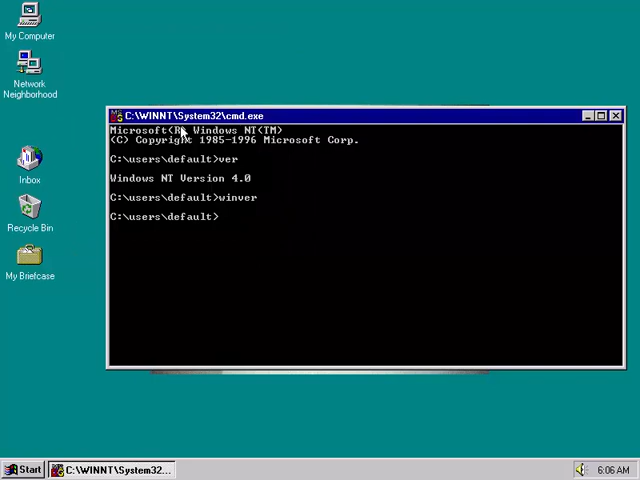 My Computer
Network
Neighborhood
Inbox
Recycle Bin
My Briefcase
C:\WINNT\System32\cmd.exe
Microsoft(R) Windows NT(TM)
(C) Copyright 1985-1996 Microsoft Corp.
C:\users\default>ver
Windows NT Version 4.0
C:\users\default>winver
C:\users\default>
Start
C:\WINNT\System32...
6:06 AM